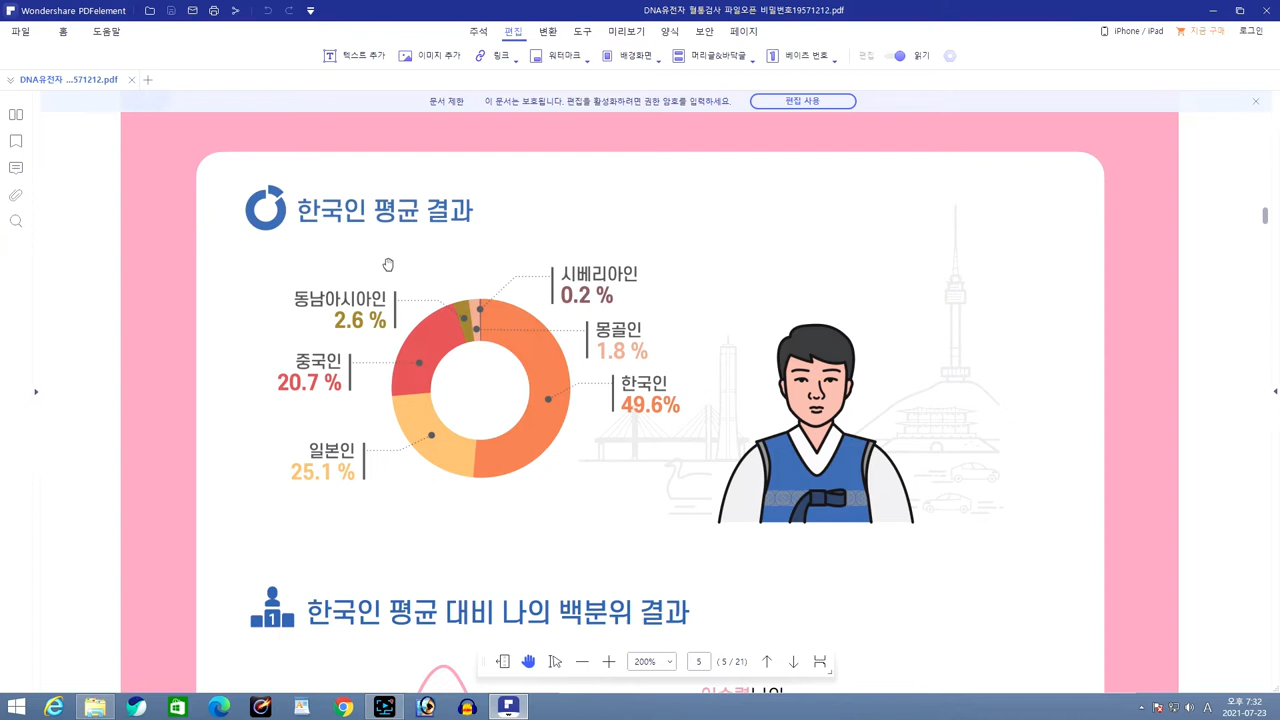 Wondershare PDFelement
DNA유전자 혈통검사 파일오픈 비밀번호19571212.pdf
파일 홈 도움말 주석 편집 변환 도구 미리보기 양식 보안 페이지 iPhone / iPad 지금 구매 로그인
텍스트 추가 이미지 추가 링크 워터마크 배경화면 머리글&바닥글 베이츠 번호 편집 읽기
DNA유전자 ...571212.pdf
문서 제한 이 문서는 보호됩니다. 편집을 활성화하려면 권한 암호를 입력하세요. 편집 사용
한국인 평균 결과
시베리아인
0.2 %
동남아시아인
2.6 %
몽골인
1.8 %
중국인
20.7 %
한국인
49.6%
일본인
25.1 %
1
한국인 평균 대비 나의 백분위 결과
200% 5 ( 5 / 21)
A 오후 7:32
2021-07-23